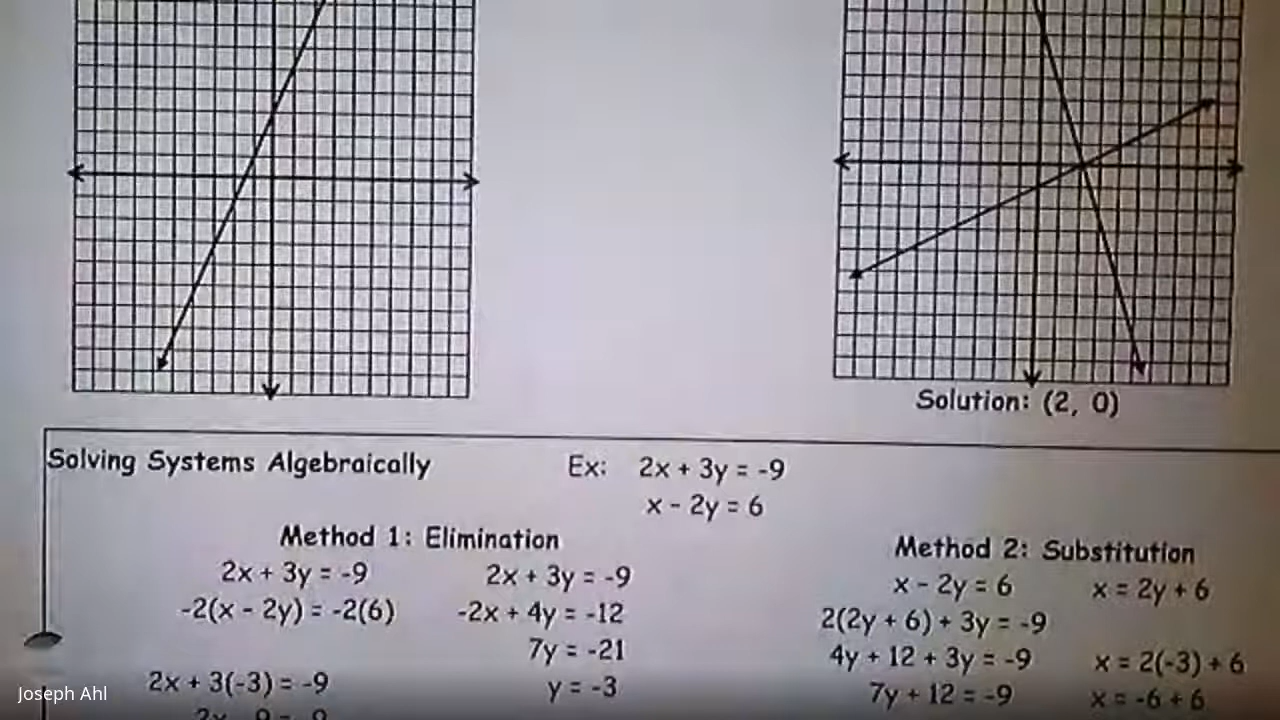 Solution: (2, 0)
Solving Systems Algebraically
Ex: 2x + 3y = -9
x - 2y = 6
Method 1: Elimination
2x + 3y = -9 2x + 3y = -9
-2(x - 2y) = -2(6) -2x + 4y = -12
7y = -21
2x + 3(-3) = -9 y = -3
2x - 9 = -9
Method 2: Substitution
x - 2y = 6 x = 2y + 6
2(2y + 6) + 3y = -9
4y + 12 + 3y = -9 x = 2(-3) + 6
7y + 12 = -9 x = -6 + 6
Joseph Ahl